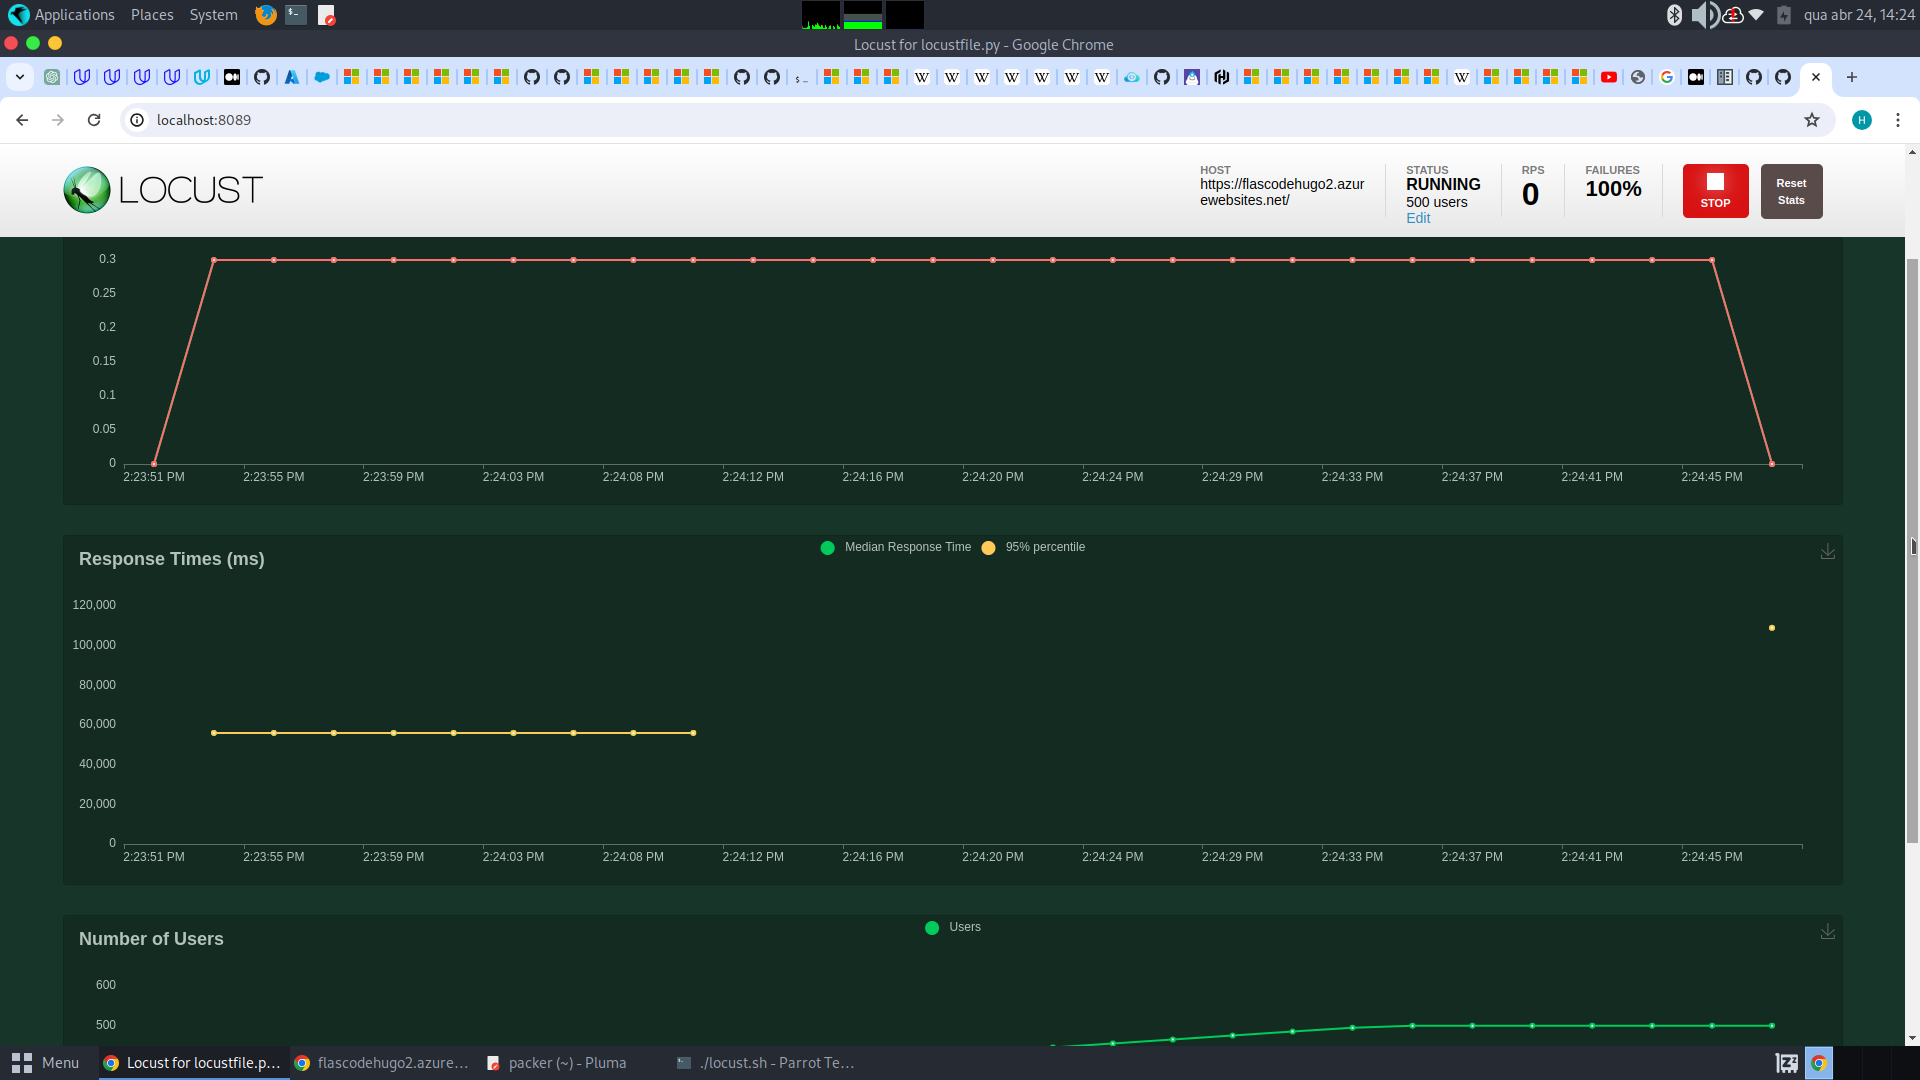 Applications Places System
qua abr 24, 14:24
Locust for locustfile.py - Google Chrome
localhost:8089
H
LOCUST
HOST
https://flascodehugo2.azur
ewebsites.net/
STATUS
RUNNING
500 users
Edit
RPS
0
FAILURES
100%
STOP
Reset
Stats
0.3
0.25
0.2
0.15
0.1
0.05
0
2:23:51 PM 2:23:55 PM 2:23:59 PM 2:24:03 PM 2:24:08 PM 2:24:12 PM 2:24:16 PM 2:24:20 PM 2:24:24 PM 2:24:29 PM 2:24:33 PM 2:24:37 PM 2:24:41 PM 2:24:45 PM
Response Times (ms)
Median Response Time 95% percentile
120,000
100,000
80,000
60,000
40,000
20,000
0
2:23:51 PM 2:23:55 PM 2:23:59 PM 2:24:03 PM 2:24:08 PM 2:24:12 PM 2:24:16 PM 2:24:20 PM 2:24:24 PM 2:24:29 PM 2:24:33 PM 2:24:37 PM 2:24:41 PM 2:24:45 PM
Number of Users
Users
600
500
Menu
Locust for locustfile.p...
flascodehugo2.azure...
packer (~) - Pluma
./locust.sh - Parrot Te...